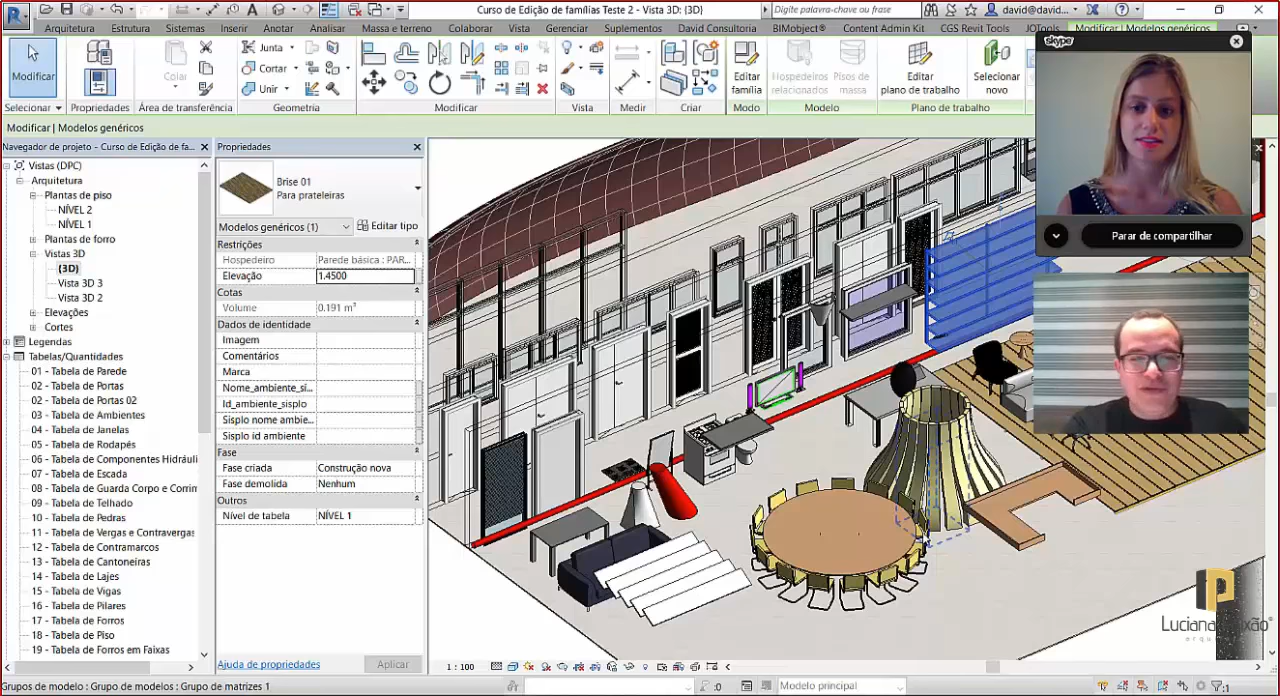 Curso de Edição de famílias Teste 2 - Vista 3D: {3D}
Digite palavra-chave ou frase
david@david...
Arquitetura Estrutura Sistemas Inserir Anotar Analisar Massa e terreno Colaborar Vista Gerenciar Suplementos David Consultoria BIMobject® Content Admin Kit CGS Revit Tools JOTools Modificar | Modelos genéricos
skype
Modificar
Colar
Junta
Cortar
Unir
Editar família
Hospedeiros relacionados
Pisos de massa
Editar plano de trabalho
Selecionar novo
Selecionar Propriedades Área de transferência Geometria Modificar Vista Medir Criar Modo Modelo Plano de trabalho
Modificar | Modelos genéricos
Parar de compartilhar
Navegador de projeto - Curso de Edição de fa...
Vistas (DPC)
Arquitetura
Plantas de piso
NÍVEL 2
NÍVEL 1
Plantas de forro
Vistas 3D
{3D}
Vista 3D 3
Vista 3D 2
Elevações
Cortes
Legendas
Tabelas/Quantidades
01 - Tabela de Parede
02 - Tabela de Portas
02 - Tabela de Portas 02
03 - Tabela de Ambientes
04 - Tabela de Janelas
05 - Tabela de Rodapés
06 - Tabela de Componentes Hidráuli
07 - Tabela de Escada
08 - Tabela de Guarda Corpo e Corrim
09 - Tabela de Telhado
10 - Tabela de Pedras
11 - Tabela de Vergas e Contravergas
12 - Tabela de Contramarcos
13 - Tabela de Cantoneiras
14 - Tabela de Lajes
15 - Tabela de Vigas
16 - Tabela de Pilares
17 - Tabela de Forros
18 - Tabela de Piso
19 - Tabela de Forros em Faixas
Propriedades
Brise 01
Para prateleiras
Modelos genéricos (1)
Editar tipo
Restrições
Hospedeiro Parede básica : PAR...
Elevação 1.4500
Cotas
Volume 0.191 m³
Dados de identidade
Imagem
Comentários
Marca
Nome_ambiente_si...
Id_ambiente_sisplo
Sisplo nome ambie...
Sisplo id ambiente
Fase
Fase criada Construção nova
Fase demolida Nenhum
Outros
Nível de tabela NÍVEL 1
Ajuda de propriedades
Aplicar
1 : 100
Grupos de modelo : Grupo de modelos : Grupo de matrizes 1
:0
Modelo principal
:1